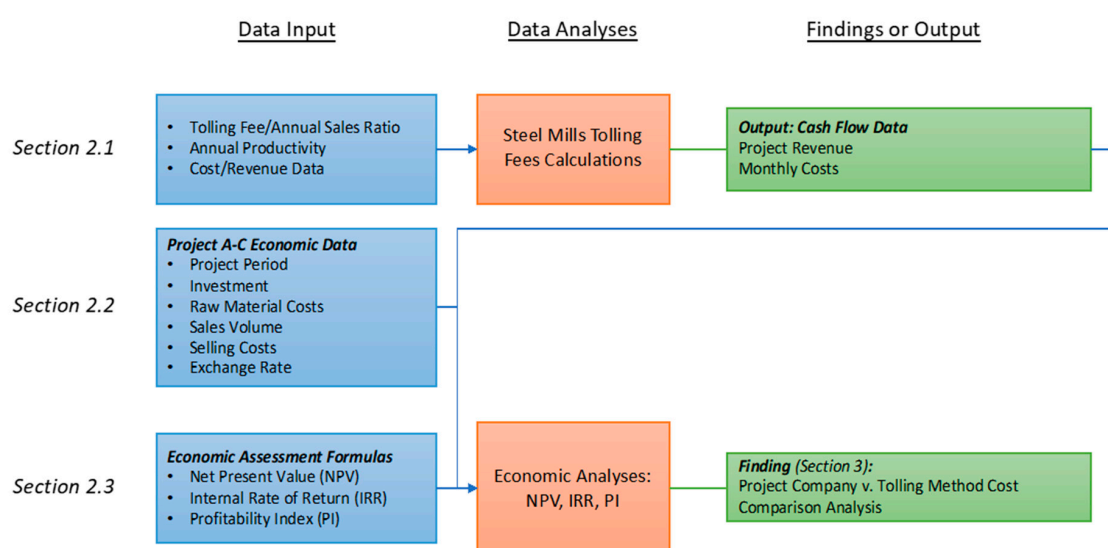 Data Input
Data Analyses
Findings or Output
Section 2.1
• Tolling Fee/Annual Sales Ratio
• Annual Productivity
• Cost/Revenue Data
Steel Mills Tolling
Fees Calculations
Output: Cash Flow Data
Project Revenue
Monthly Costs
Section 2.2
Project A-C Economic Data
• Project Period
• Investment
• Raw Material Costs
• Sales Volume
• Selling Costs
• Exchange Rate
Section 2.3
Economic Assessment Formulas
• Net Present Value (NPV)
• Internal Rate of Return (IRR)
• Profitability Index (PI)
Economic Analyses:
NPV, IRR, PI
Finding (Section 3):
Project Company v. Tolling Method Cost
Comparison Analysis